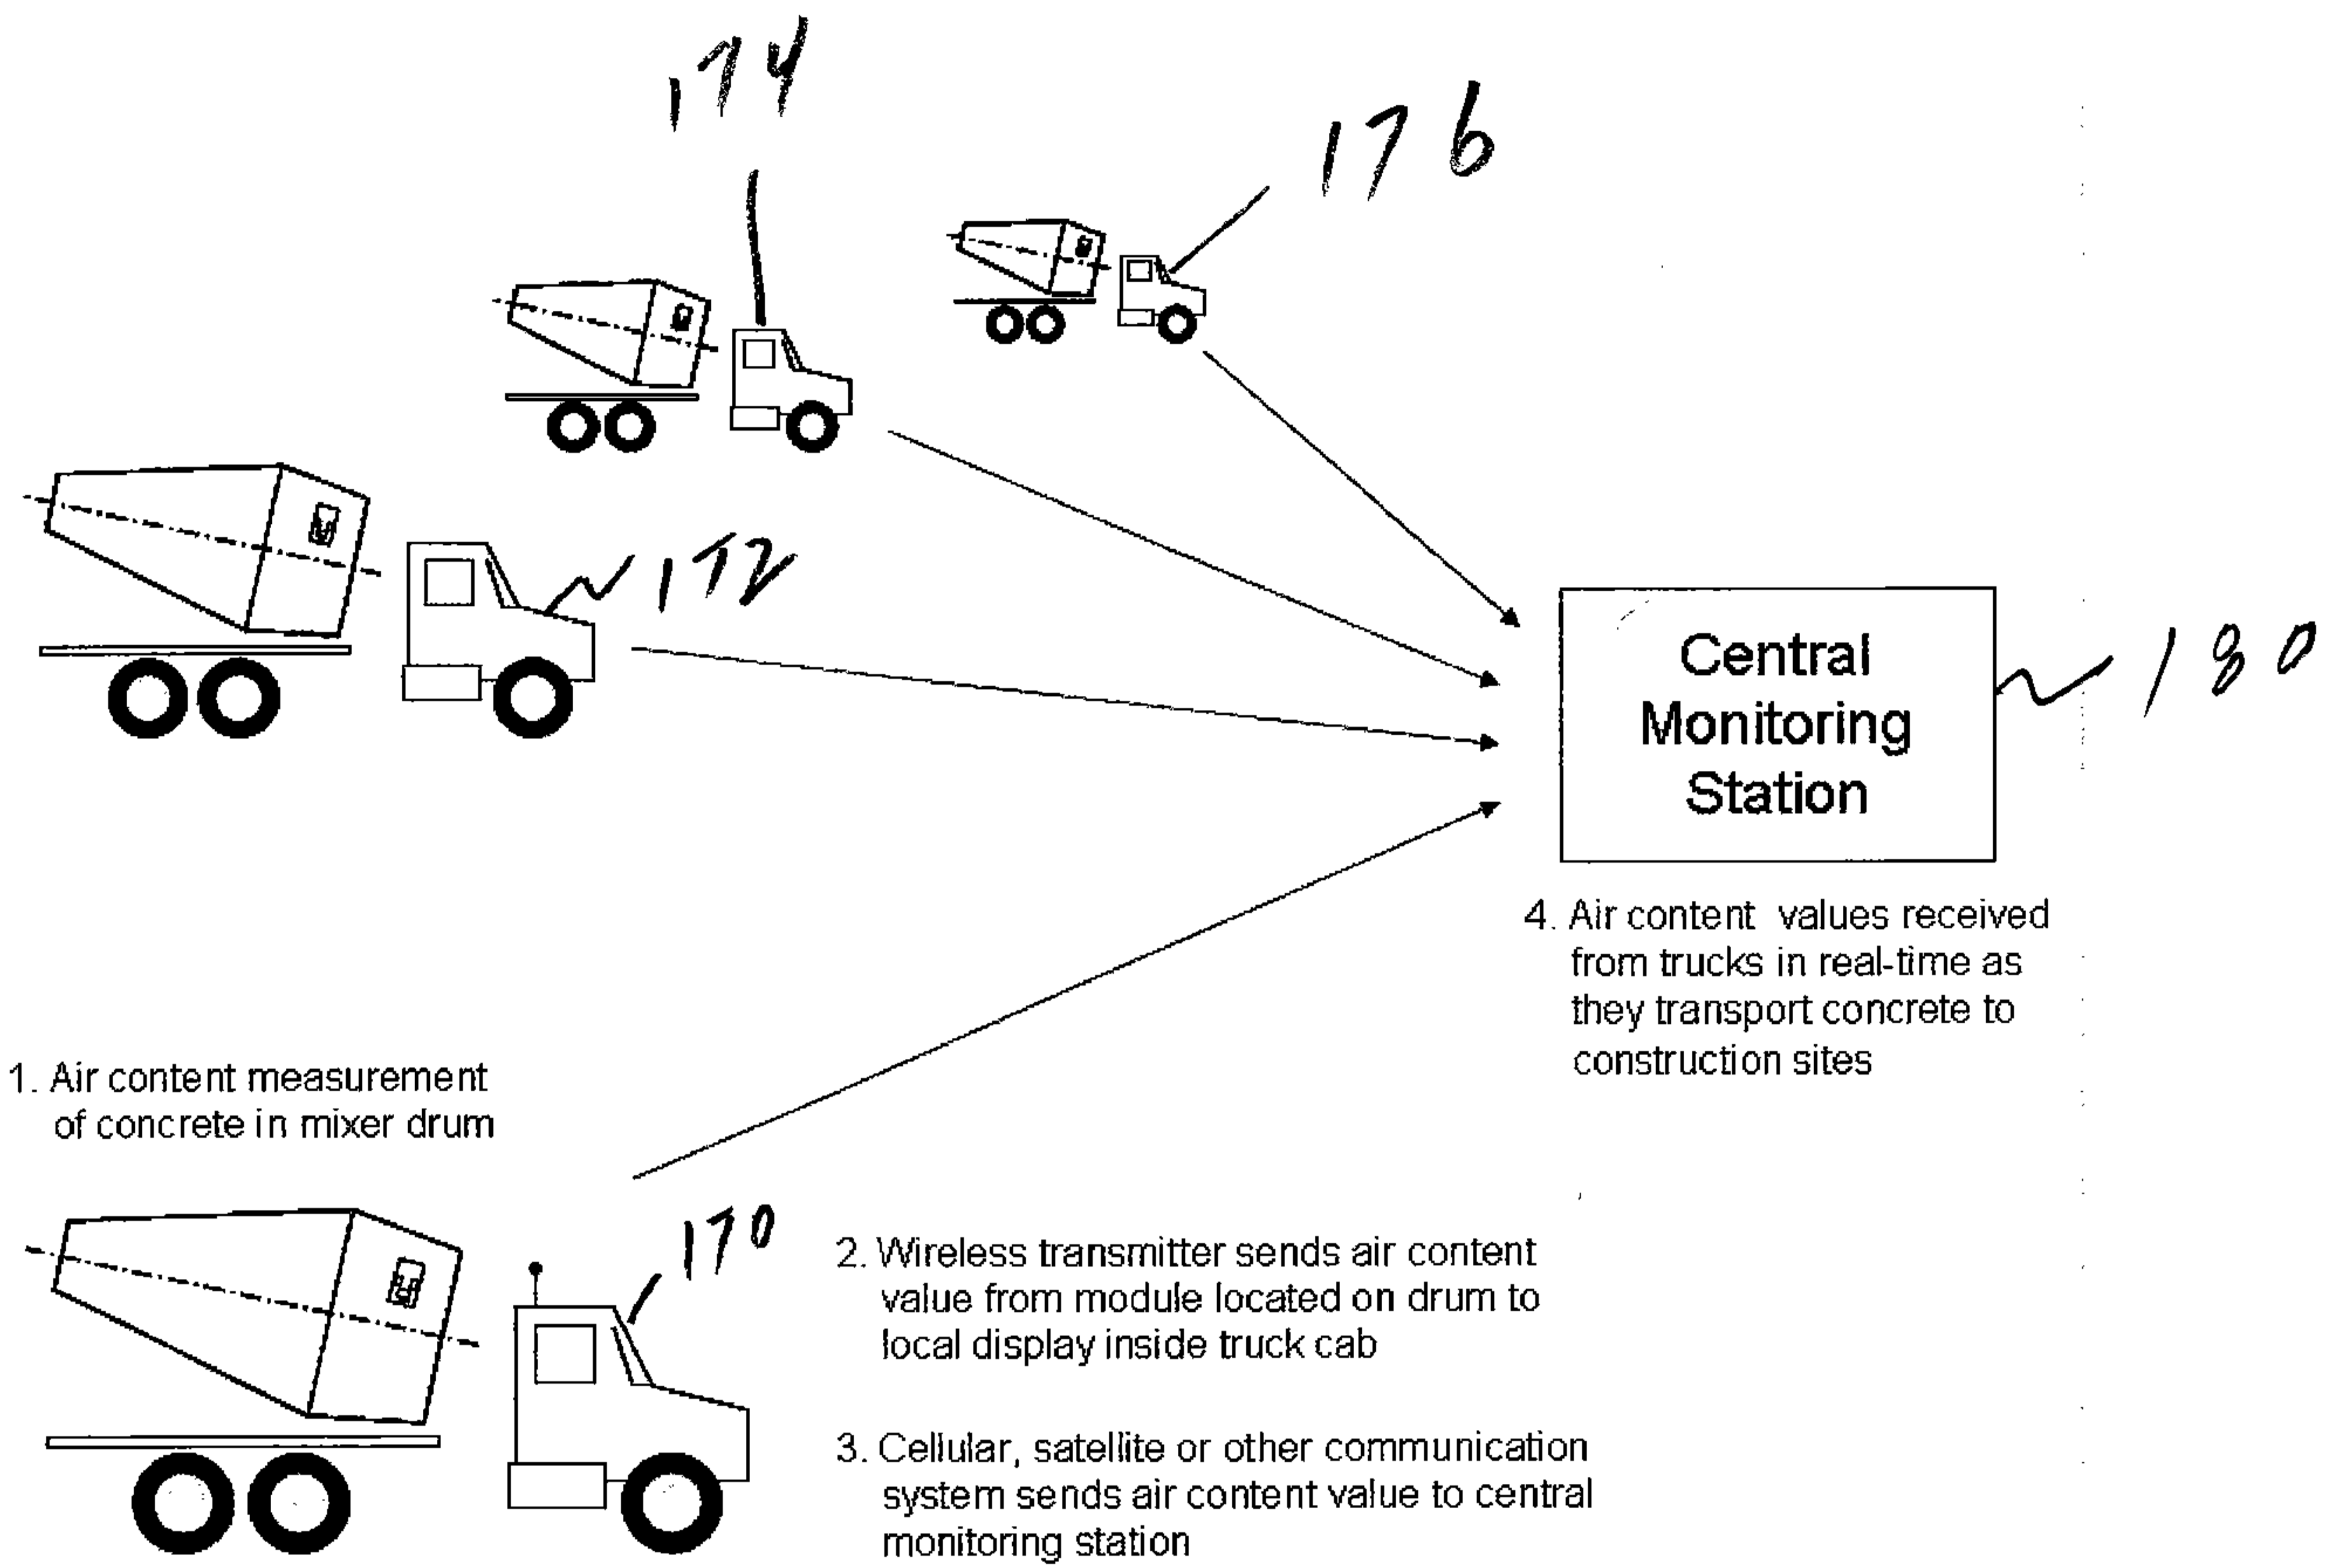 174
176
172
Central
Monitoring
Station
180
4. Air content values received
from trucks in real-time as
they transport concrete to
construction sites
1. Air content measurement
of concrete in mixer drum
170
2. Wireless transmitter sends air content
value from module located on drum to
local display inside truck cab
3. Cellular, satellite or other communication
system sends air content value to central
monitoring station